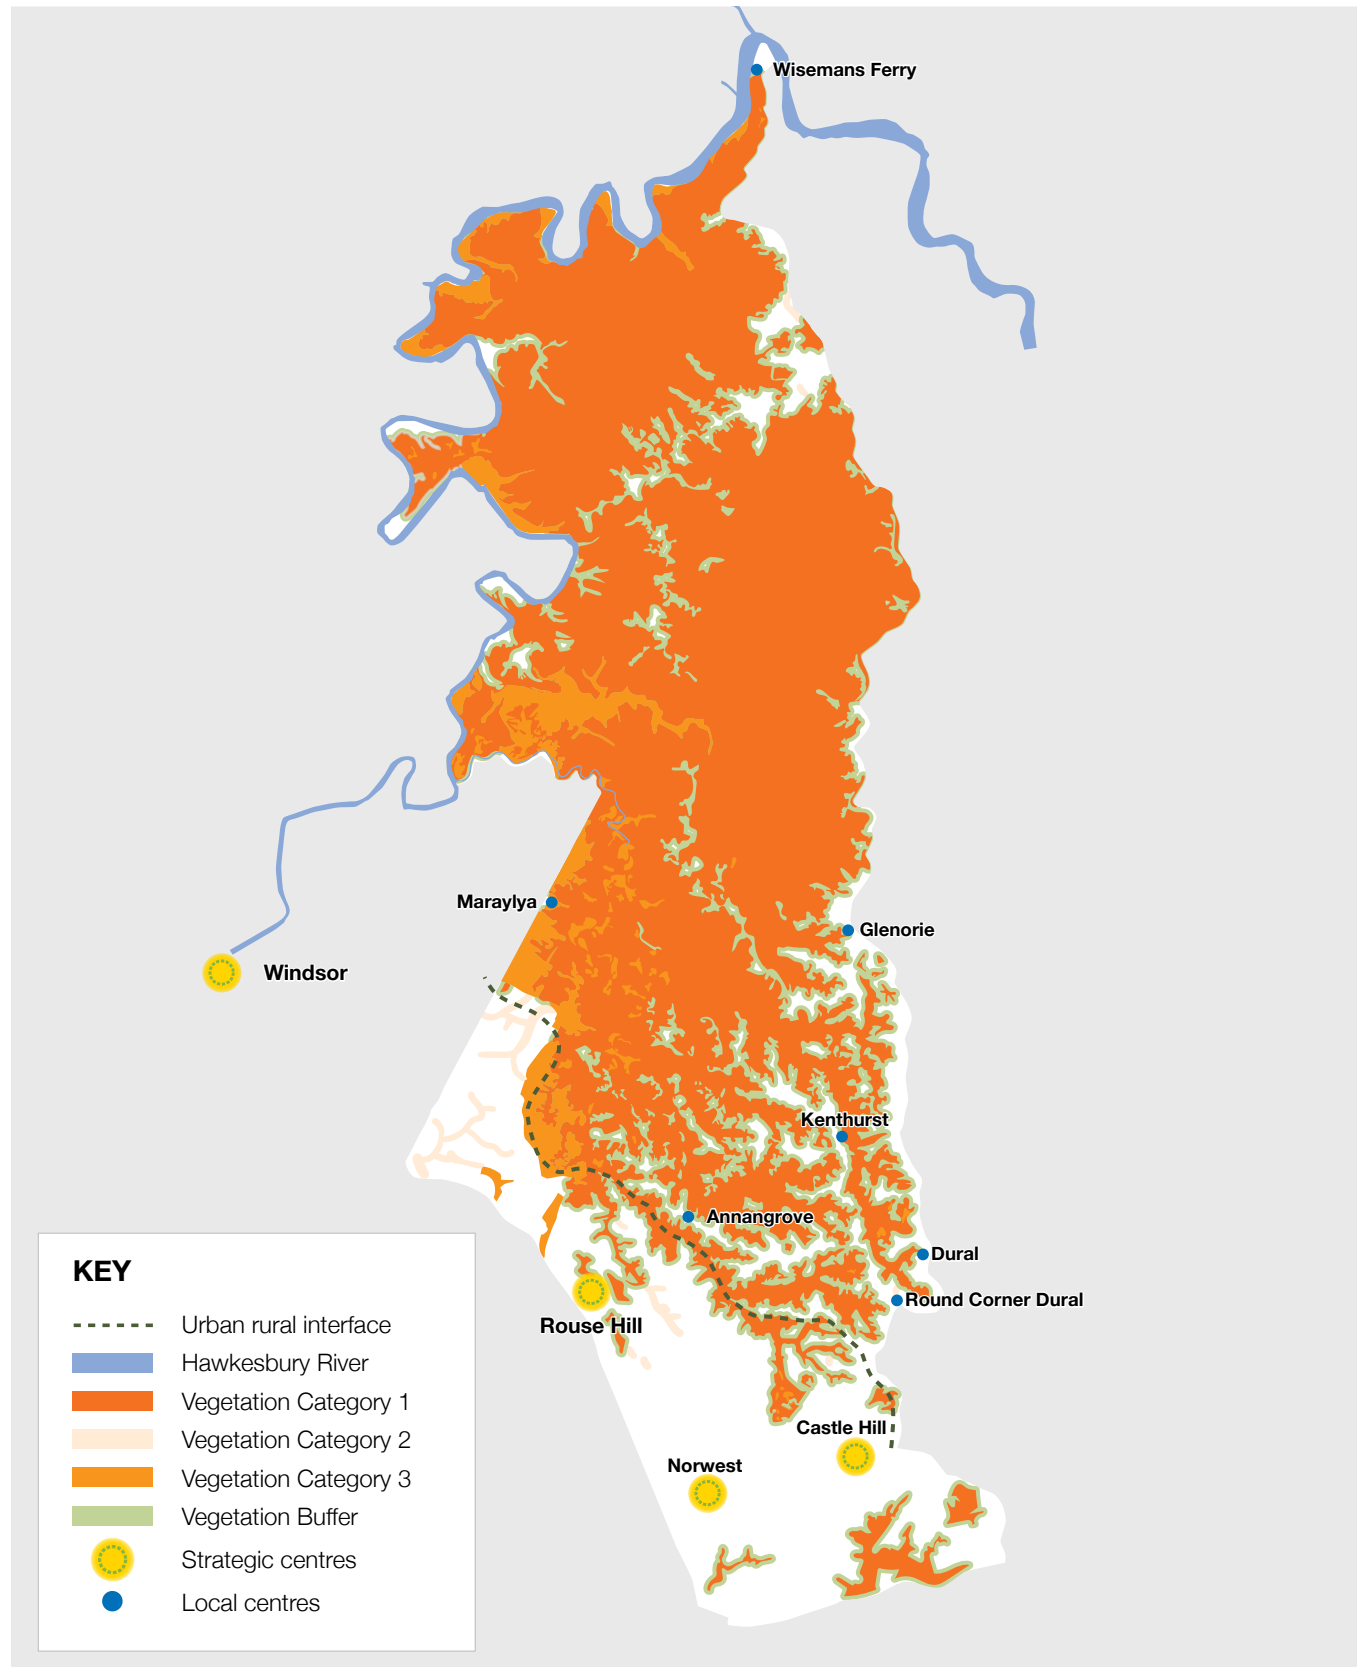 Wisemans Ferry
Maraylya
Glenorie
Windsor
Kenthurst
Annangrove
Dural
Round Corner Dural
Rouse Hill
Castle Hill
Norwest
KEY
Urban rural interface
Hawkesbury River
Vegetation Category 1
Vegetation Category 2
Vegetation Category 3
Vegetation Buffer
Strategic centres
Local centres